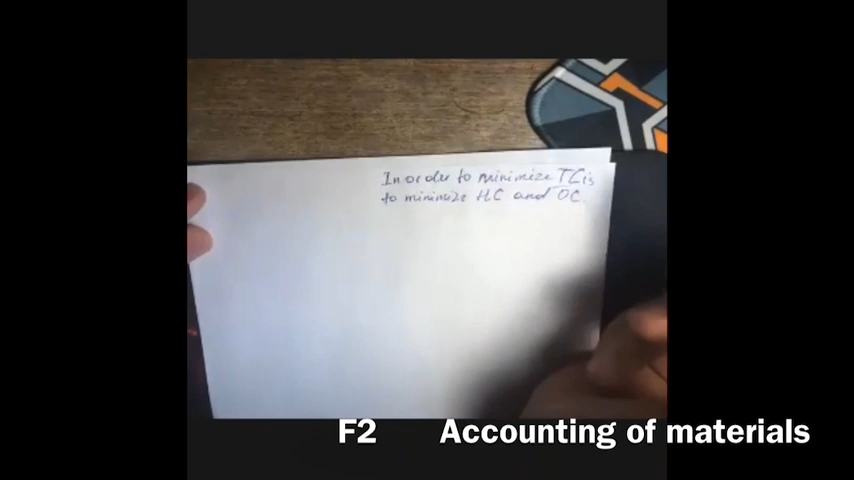 In order to minimize TC is
to minimize HC and OC.
F2 Accounting of materials